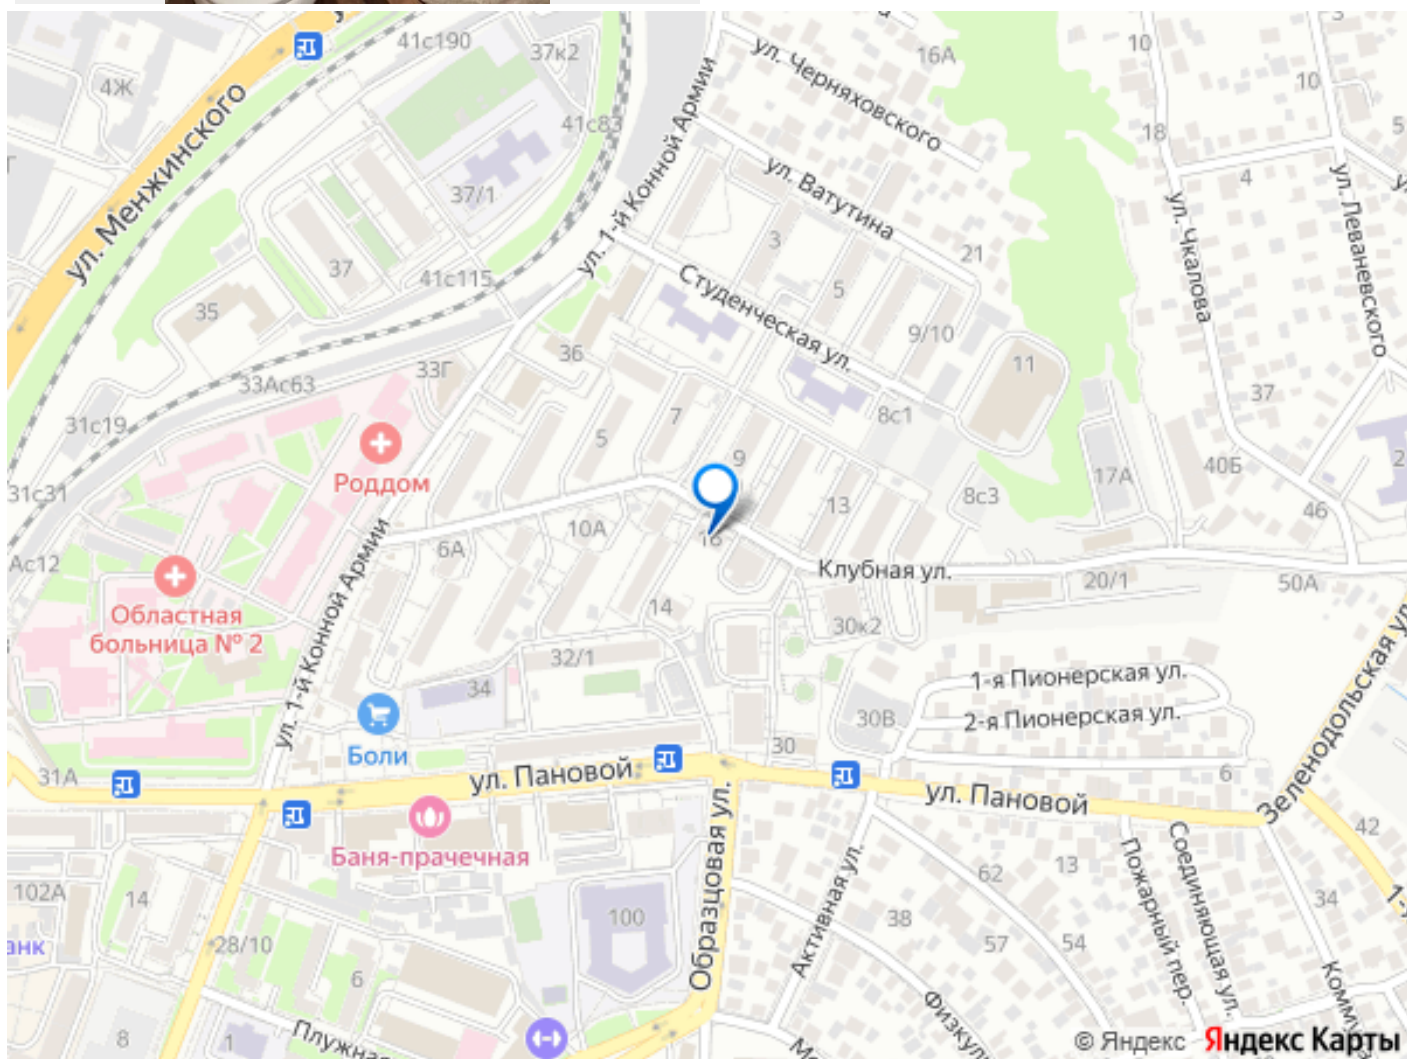 41с190
37к2
4Ж
ул. Менжинского
41с83
37/1
37
35
41с115
ул. 1-й Конной Армии
ул. Черняховского
16А
ул. Ватутина
3
5
21
9/10
Студенческая ул.
11
10
10
18
5
4
ул. Чкалова
ул. Леваневского
37
36
33Г
33Ас63
31с19
31с31
Роддом
7
5
9
13
8с1
8с3
17А
40Б
46
2
10А
6А
16
Клубная ул.
20/1
50А
Ас12
Областная
больница № 2
ул. 1-й Конной Армии
14
30к2
32/1
34
1-я Пионерская ул.
2-я Пионерская ул.
30В
30
6
Боли
31А
ул. Пановой
ул. Пановой
Зеленодольская ул.
Баня-прачечная
Образцовая ул.
Активная ул.
Пожарный пер.
Соединяющая ул.
42
34
13
62
38
57
54
102А
14
100
28/10
6
8
1
анк
© Яндекс Яндекс Карты